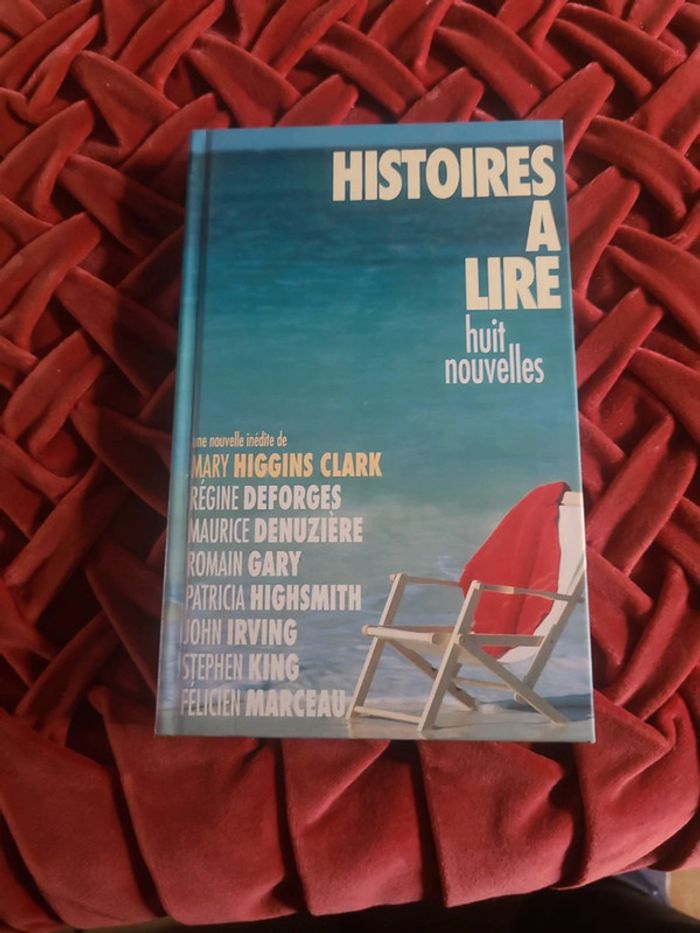 HISTOIRES
A
LIRE
huit
nouvelles
une nouvelle inédite de
MARY HIGGINS CLARK
RÉGINE DEFORGES
MAURICE DENUZIÈRE
ROMAIN GARY
PATRICIA HIGHSMITH
JOHN IRVING
STEPHEN KING
FÉLICIEN MARCEAU